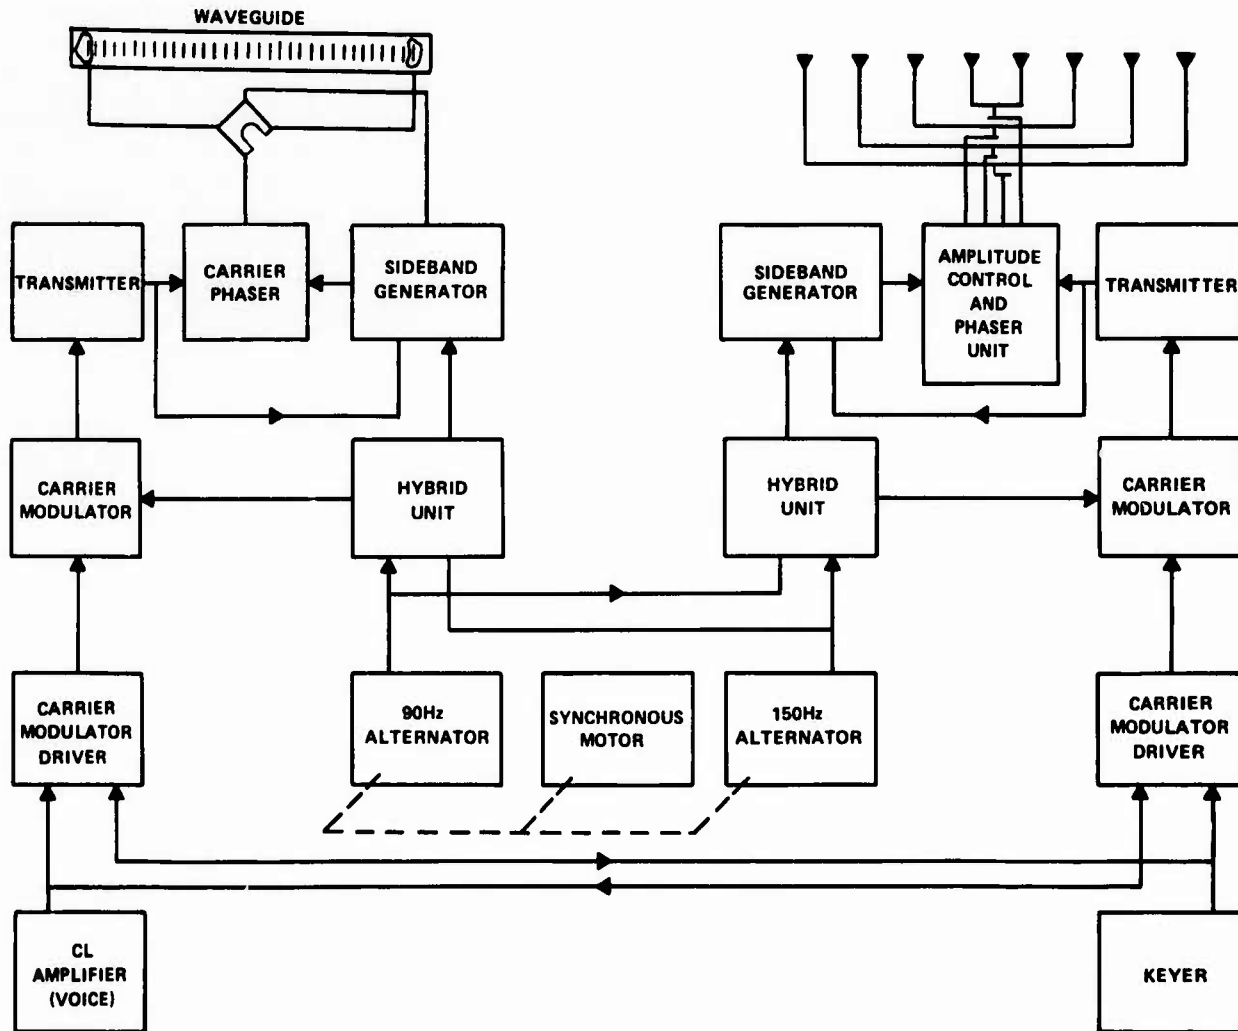 WAVEGUIDE
TRANSMITTER
CARRIER
PHASER
SIDEBAND
GENERATOR
SIDEBAND
GENERATOR
AMPLITUDE
CONTROL
AND
PHASER
UNIT
TRANSMITTER
CARRIER
MODULATOR
HYBRID
UNIT
HYBRID
UNIT
CARRIER
MODULATOR
CARRIER
MODULATOR
DRIVER
90Hz
ALTERNATOR
SYNCHRONOUS
MOTOR
150Hz
ALTERNATOR
CARRIER
MODULATOR
DRIVER
CL
AMPLIFIER
(VOICE)
KEYER